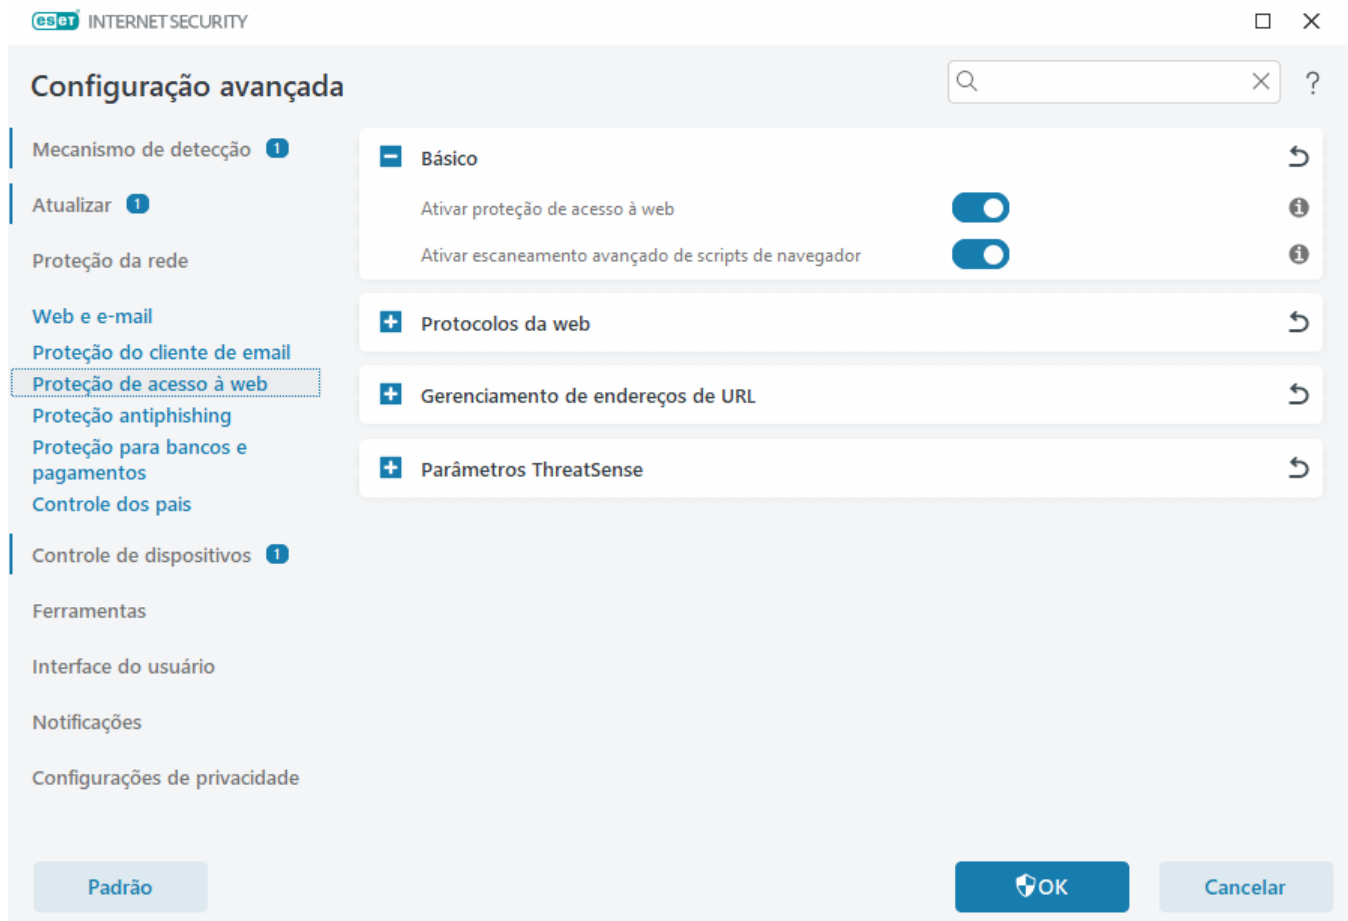 eset INTERNET SECURITY
Configuração avançada
?
Mecanismo de detecção 1
Atualizar 1
Proteção da rede
Web e e-mail
Proteção do cliente de email
Proteção de acesso à web
Proteção antiphishing
Proteção para bancos e
pagamentos
Controle dos pais
Controle de dispositivos 1
Ferramentas
Interface do usuário
Notificações
Configurações de privacidade
Básico
Ativar proteção de acesso à web
Ativar escaneamento avançado de scripts de navegador
Protocolos da web
Gerenciamento de endereços de URL
Parâmetros ThreatSense
Padrão
OK
Cancelar